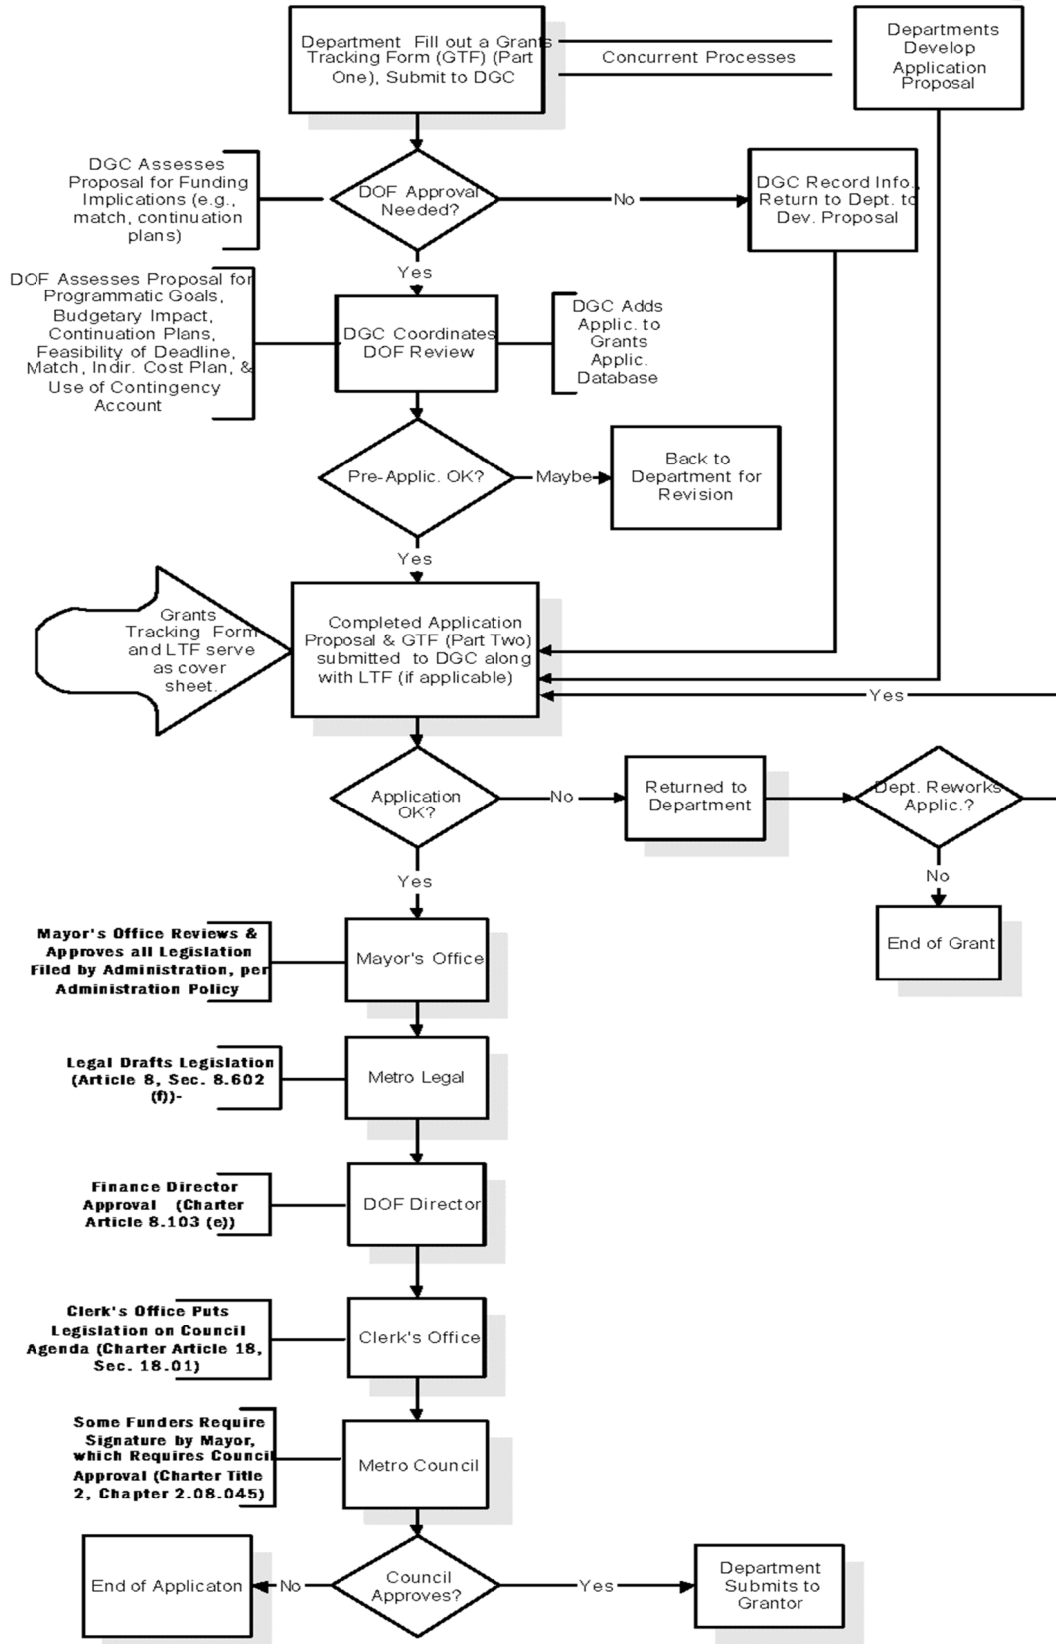 Department Fill out a Grants
Tracking Form (GTF) (Part
One), Submit to DGC
Concurrent Processes
Departments
Develop
Application
Proposal
DGC Assesses
Proposal for Funding
Implications (e.g.,
match, continuation
plans)
DOF Approval
Needed?
No
DGC Record Info.,
Return to Dept. to
Dev. Proposal
Yes
DOF Assesses Proposal for
Programmatic Goals,
Budgetary Impact,
Continuation Plans,
Feasibility of Deadline,
Match, Indir. Cost Plan, &
Use of Contingency
Account
DGC Coordinates
DOF Review
DGC Adds
Applic. to
Grants
Applic.
Database
Pre-Applic. OK?
Maybe
Back to
Department for
Revision
Yes
Grants
Tracking Form
and LTF serve
as cover
sheet.
Completed Application
Proposal & GTF (Part Two)
submitted to DGC along
with LTF (if applicable)
Yes
Application
OK?
No
Returned to
Department
Dept. Reworks
Applic.?
Yes
No
End of Grant
Mayor's Office Reviews &
Approves all Legislation
Filed by Administration, per
Administration Policy
Mayor's Office
Legal Drafts Legislation
(Article 8, Sec. 8.602
(f))-
Metro Legal
Finance Director
Approval (Charter
Article 8.103 (e))
DOF Director
Clerk's Office Puts
Legislation on Council
Agenda (Charter Article 18,
Sec. 18.01)
Clerk's Office
Some Funders Require
Signature by Mayor,
which Requires Council
Approval (Charter Title
2, Chapter 2.08.045)
Metro Council
End of Applicaton
No
Council
Approves?
Yes
Department
Submits to
Grantor